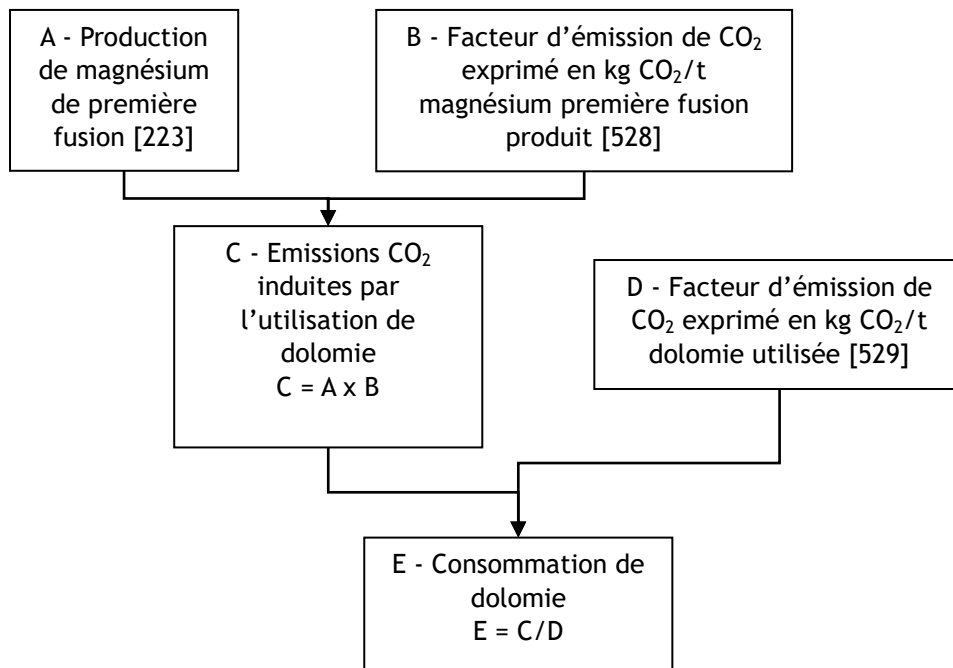 A - Production
de magnésium
de première
fusion [223]
B - Facteur d’émission de CO₂
exprimé en kg CO₂/t
magnésium première fusion
produit [528]
C - Emissions CO₂
induites par
l’utilisation de
dolomie
C = A x B
D - Facteur d’émission de
CO₂ exprimé en kg CO₂/t
dolomie utilisée [529]
E - Consommation de
dolomie
E = C/D